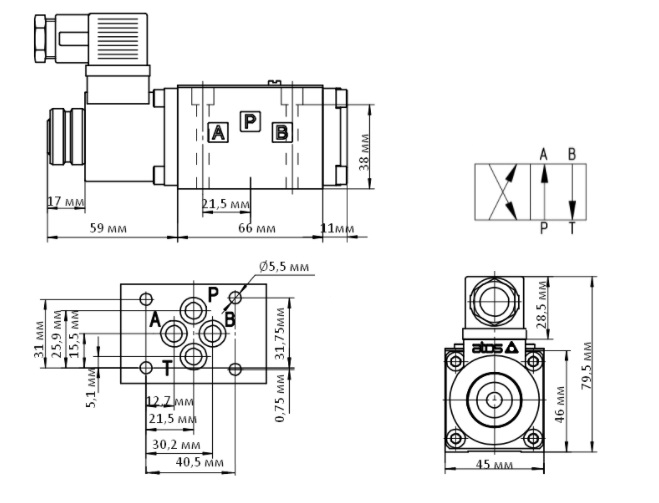 A P B
38 мм
17 мм
21,5 мм
59 мм
66 мм
11мм
A B
P T
Ø5,5 мм
P
A B
T
31 мм
25,9 мм
15,5 мм
5,1 мм
31,75мм
0,75 мм
12,7 мм
21,5 мм
30,2 мм
40,5 мм
28,5 мм
79,5 мм
atos
46 мм
45 мм